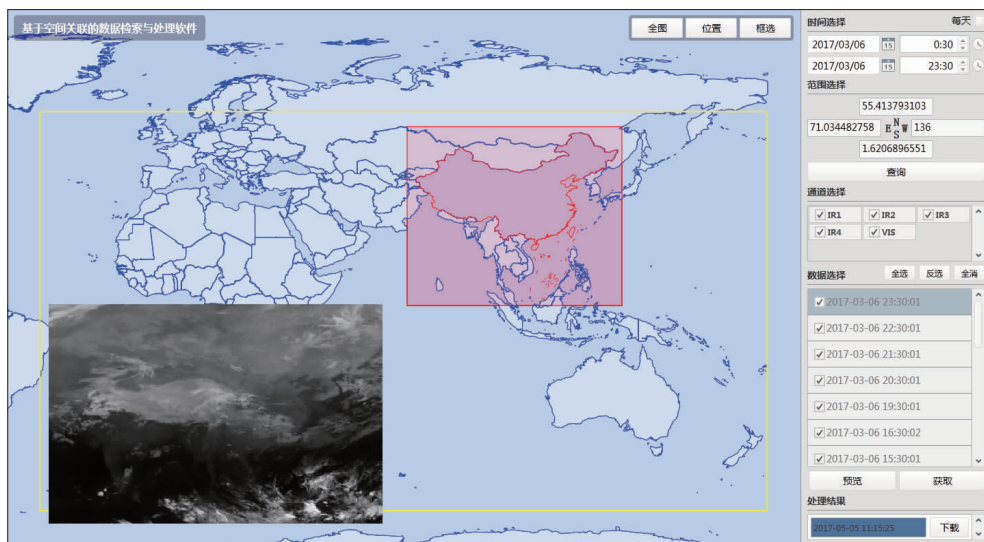 基于空间关联的数据检索与处理软件
全图 位置 框选
时间选择 每天
2017/03/06 15 0:30
2017/03/06 15 23:30
范围选择
55.413793103
71.034482758 E N S W 136
1.6206896551
查询
通道选择
IR1 IR2 IR3
IR4 VIS
数据选择 全选 反选 全消
2017-03-06 23:30:01
2017-03-06 22:30:01
2017-03-06 21:30:01
2017-03-06 20:30:01
2017-03-06 19:30:01
2017-03-06 16:30:02
2017-03-06 15:30:01
预览 获取
处理结果
2017-05-05 11:15:25 下载